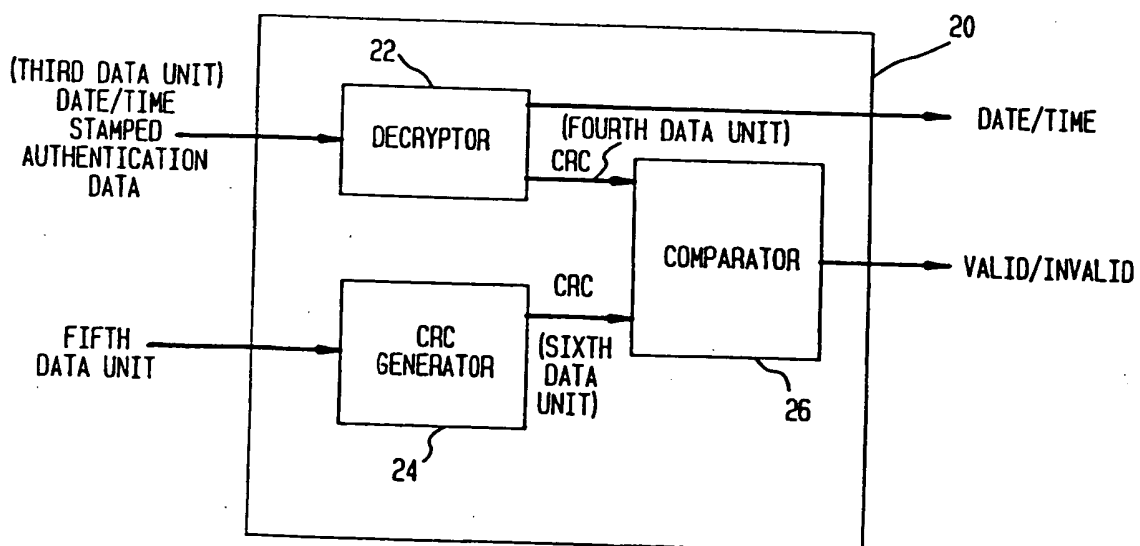 20
22
(THIRD DATA UNIT)
DATE/TIME
STAMPED
AUTHENTICATION
DATA
DECRYPTOR
(FOURTH DATA UNIT)
CRC
DATE/TIME
COMPARATOR
VALID/INVALID
FIFTH
DATA UNIT
CRC
GENERATOR
CRC
(SIXTH
DATA
UNIT)
24
26